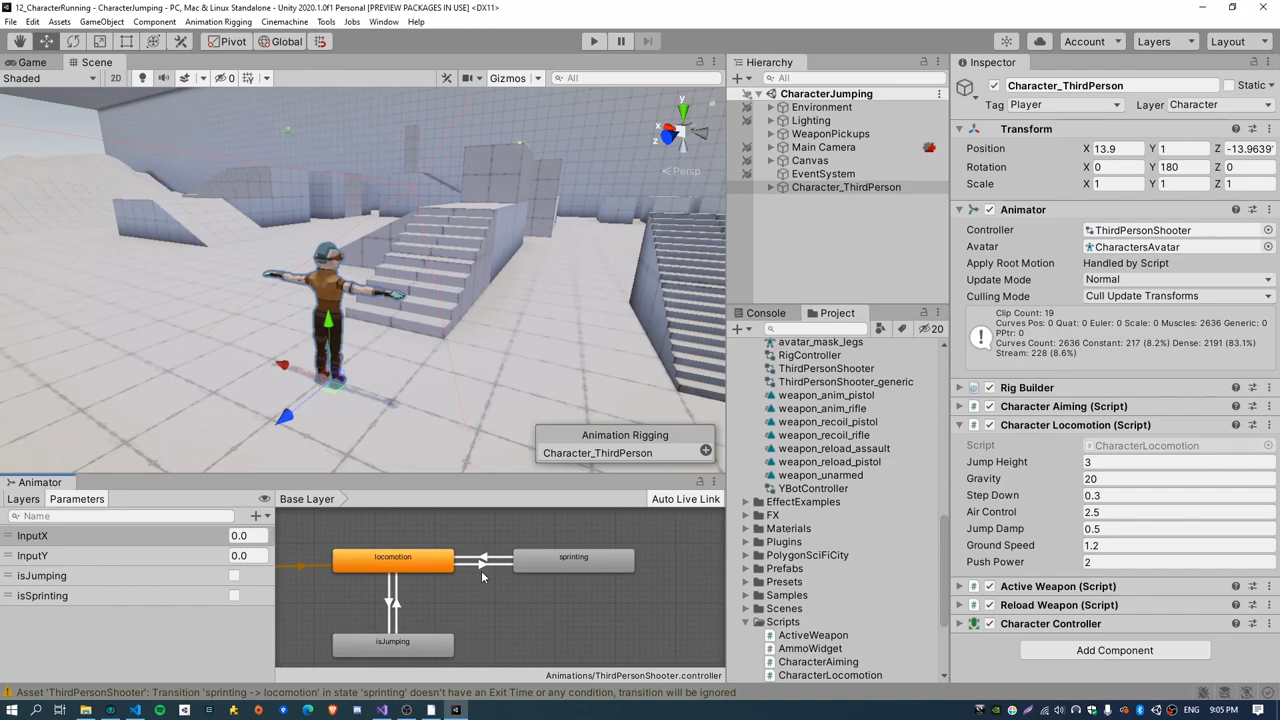 12_CharacterRunning - CharacterJumping - PC, Mac & Linux Standalone - Unity 2020.1.0f1 Personal [PREVIEW PACKAGES IN USE] <DX11>
File Edit Assets GameObject Component Animation Rigging Cinemachine Tools Jobs Window Help
Pivot Global Account Layers Layout
Game Scene
Shaded 2D 0 Gizmos All
y
x
z
Persp
Animation Rigging
Character_ThirdPerson
Hierarchy
All
CharacterJumping
Environment
Lighting
WeaponPickups
Main Camera
Canvas
EventSystem
Character_ThirdPerson
Console Project
20
avatar_mask_legs
RigController
ThirdPersonShooter
ThirdPersonShooter_generic
weapon_anim_pistol
weapon_anim_rifle
weapon_recoil_pistol
weapon_recoil_rifle
weapon_reload_assault
weapon_reload_pistol
weapon_unarmed
YBotController
EffectExamples
FX
Materials
Plugins
PolygonSciFiCity
Prefabs
Presets
Samples
Scenes
Scripts
ActiveWeapon
AmmoWidget
CharacterAiming
CharacterLocomotion
Inspector
Character_ThirdPerson Static
Tag Player Layer Character
Transform
Position X 13.9 Y 1 Z -13.9639
Rotation X 0 Y 180 Z 0
Scale X 1 Y 1 Z 1
Animator
Controller ThirdPersonShooter
Avatar CharactersAvatar
Apply Root Motion Handled by Script
Update Mode Normal
Culling Mode Cull Update Transforms
Clip Count: 19
Curves Pos: 0 Quat: 0 Euler: 0 Scale: 0 Muscles: 2636 Generic: 0
PPtr: 0
Curves Count: 2636 Constant: 217 (8.2%) Dense: 2191 (83.1%)
Stream: 228 (8.6%)
Rig Builder
Character Aiming (Script)
Character Locomotion (Script)
Script CharacterLocomotion
Jump Height 3
Gravity 20
Step Down 0.3
Air Control 2.5
Jump Damp 0.5
Ground Speed 1.2
Push Power 2
Active Weapon (Script)
Reload Weapon (Script)
Character Controller
Add Component
Animator
Layers Parameters Base Layer Auto Live Link
Name
InputX 0.0
InputY 0.0
isJumping
isSprinting
locomotion
sprinting
isJumping
Animations/ThirdPersonShooter.controller
Asset 'ThirdPersonShooter': Transition 'sprinting -> locomotion' in state 'sprinting' doesn't have an Exit Time or any condition, transition will be ignored
ENG 9:05 PM